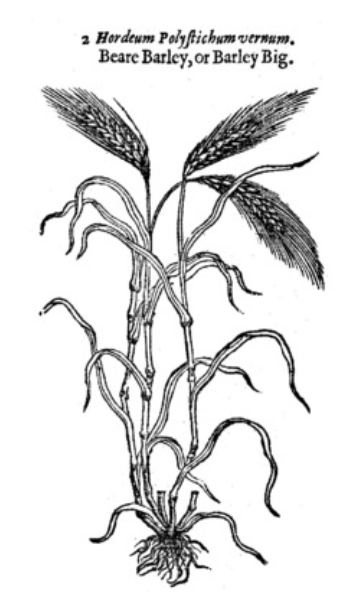 2 Hordeum Polyſtichum vernum.
Beare Barley, or Barley Big.